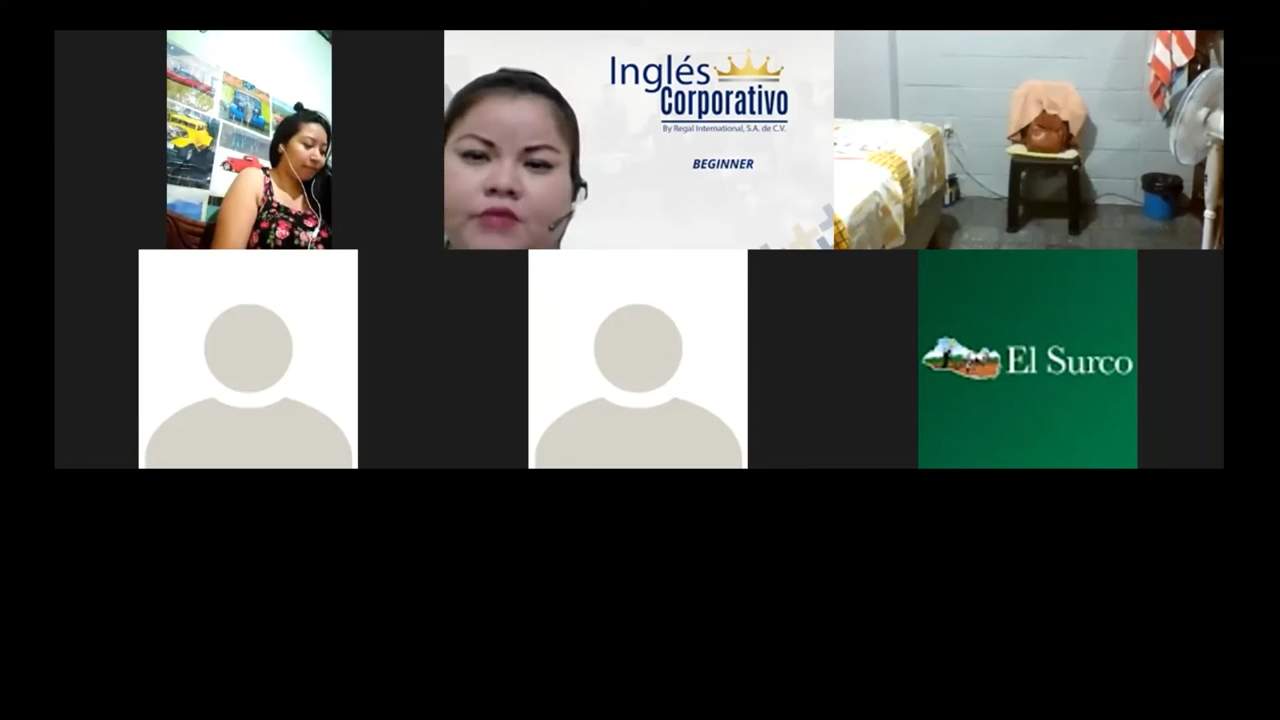 Inglés
Corporativo
By Regal International, S.A. de C.V.
BEGINNER
El Surco